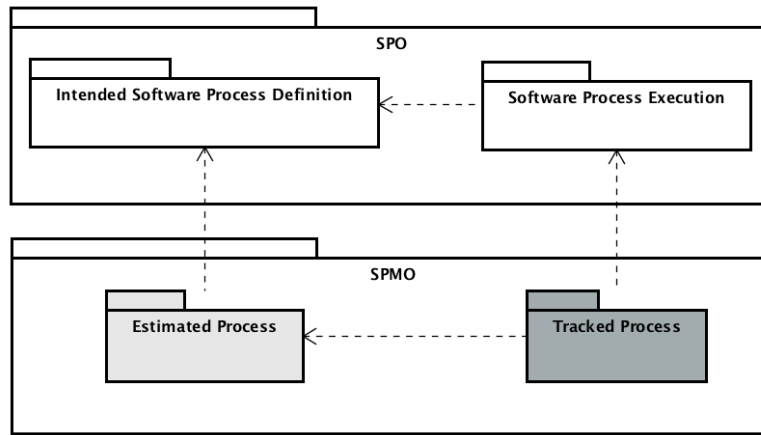 SPO
Intended Software Process Definition
Software Process Execution
SPMO
Estimated Process
Tracked Process